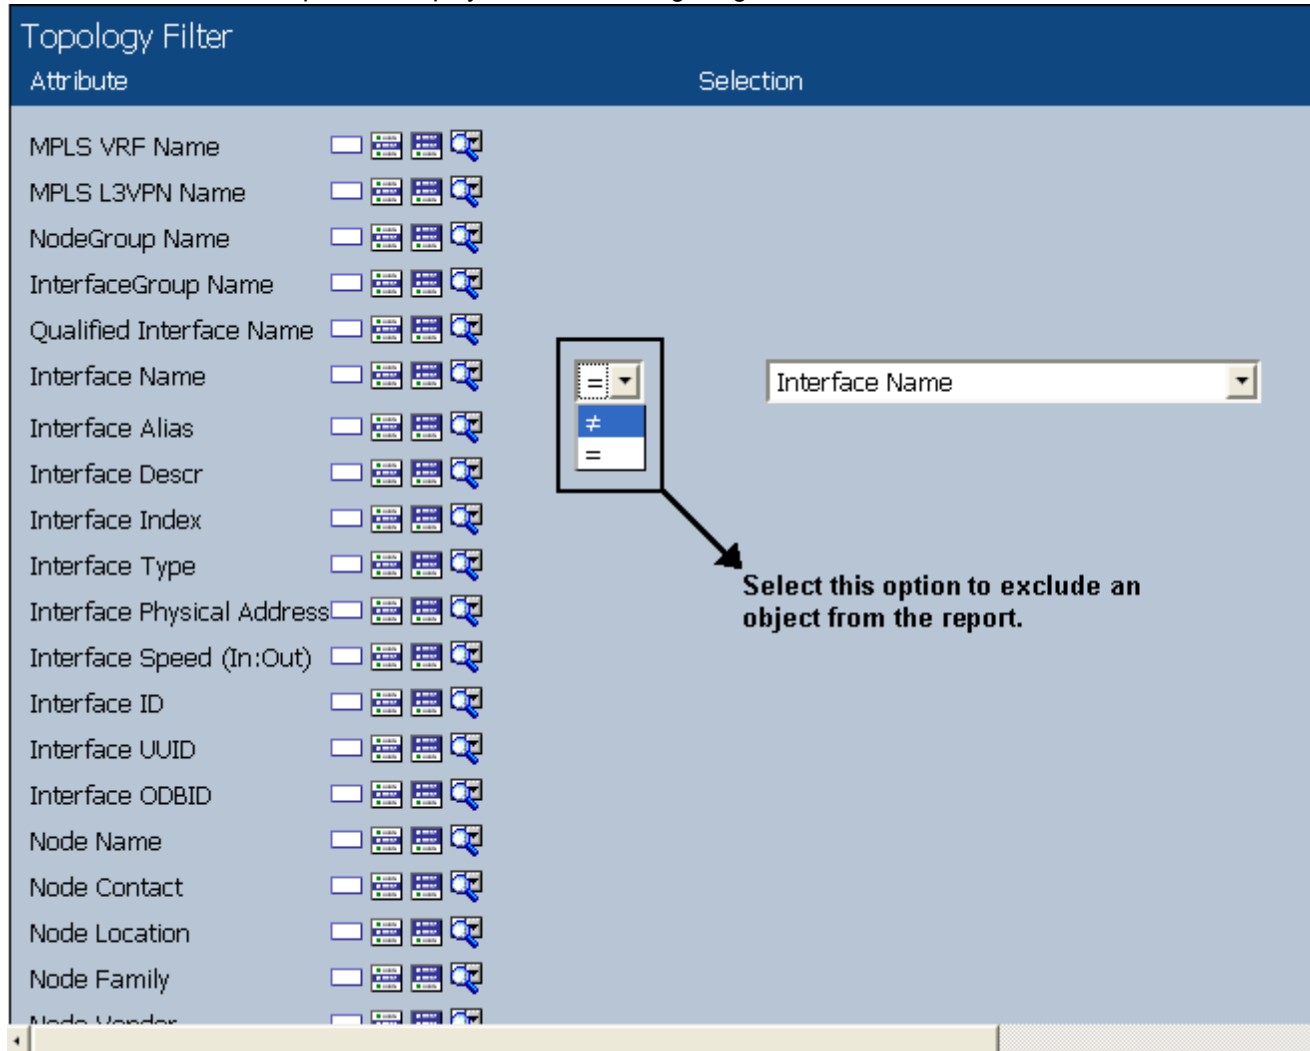 Topology Filter
Attribute Selection
MPLS VRF Name
MPLS L3VPN Name
NodeGroup Name
InterfaceGroup Name
Qualified Interface Name
Interface Name = Interface Name
Interface Alias ≠
Interface Descr =
Interface Index
Interface Type
Select this option to exclude an
Interface Physical Address
object from the report.
Interface Speed (In:Out)
Interface ID
Interface UUID
Interface ODBID
Node Name
Node Contact
Node Location
Node Family
Node Vendor